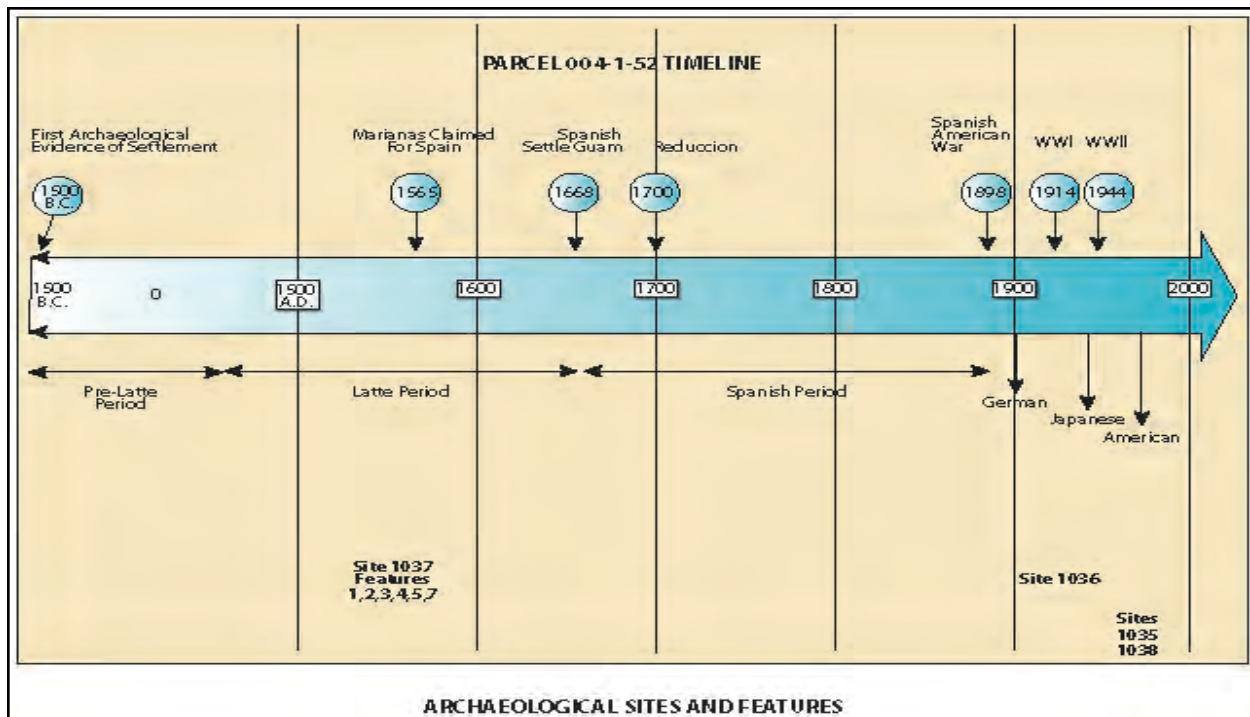 PARCEL 004-1-52 TIMELINE
First Archaeological
Evidence of Settlement
Marianas Claimed
For Spain
Spanish
Settle Guam
Reduccion
Spanish
American
War
WWI
WWII
1500
B.C.
1565
1668
1700
1898
1914
1944
1500
B.C.
0
1500
A.D.
1600
1700
1800
1900
2000
Pre-Latte
Period
Latte Period
Spanish Period
German
Japanese
American
Site 1037
Features
1,2,3,4,5,7
Site 1036
Sites
1035
1038
ARCHAEOLOGICAL SITES AND FEATURES